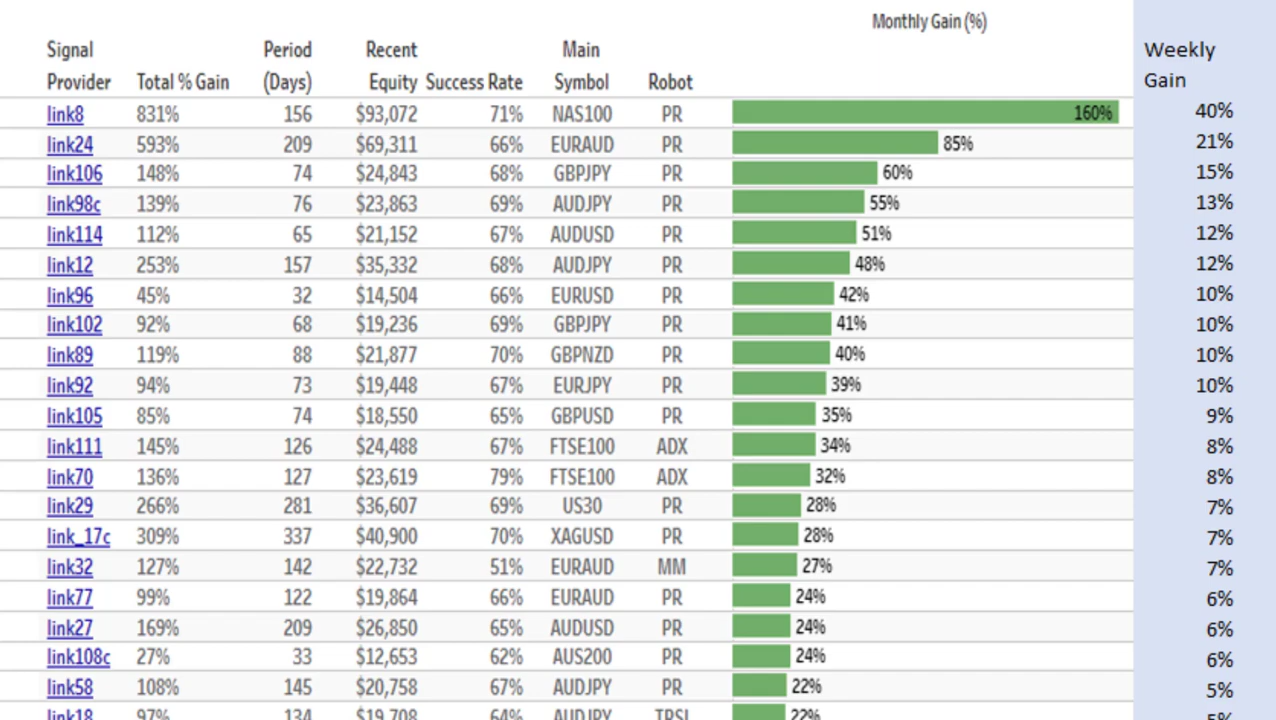 Monthly Gain (%)
Signal Period Recent Main Weekly
Provider Total % Gain (Days) Equity Success Rate Symbol Robot Gain
link8 831% 156 $93,072 71% NAS100 PR 160% 40%
link24 593% 209 $69,311 66% EURAUD PR 85% 21%
link106 148% 74 $24,843 68% GBPJPY PR 60% 15%
link98c 139% 76 $23,863 69% AUDJPY PR 55% 13%
link114 112% 65 $21,152 67% AUDUSD PR 51% 12%
link12 253% 157 $35,332 68% AUDJPY PR 48% 12%
link96 45% 32 $14,504 66% EURUSD PR 42% 10%
link102 92% 68 $19,236 69% GBPJPY PR 41% 10%
link89 119% 88 $21,877 70% GBPNZD PR 40% 10%
link92 94% 73 $19,448 67% EURJPY PR 39% 10%
link105 85% 74 $18,550 65% GBPUSD PR 35% 9%
link111 145% 126 $24,488 67% FTSE100 ADX 34% 8%
link70 136% 127 $23,619 79% FTSE100 ADX 32% 8%
link29 266% 281 $36,607 69% US30 PR 28% 7%
link_17c 309% 337 $40,900 70% XAGUSD PR 28% 7%
link32 127% 142 $22,732 51% EURAUD MM 27% 7%
link77 99% 122 $19,864 66% EURAUD PR 24% 6%
link27 169% 209 $26,850 65% AUDUSD PR 24% 6%
link108c 27% 33 $12,653 62% AUS200 PR 24% 6%
link58 108% 145 $20,758 67% AUDJPY PR 22% 5%
link18 97% 134 $19,708 64% AUDJPY TRSI 22% 5%